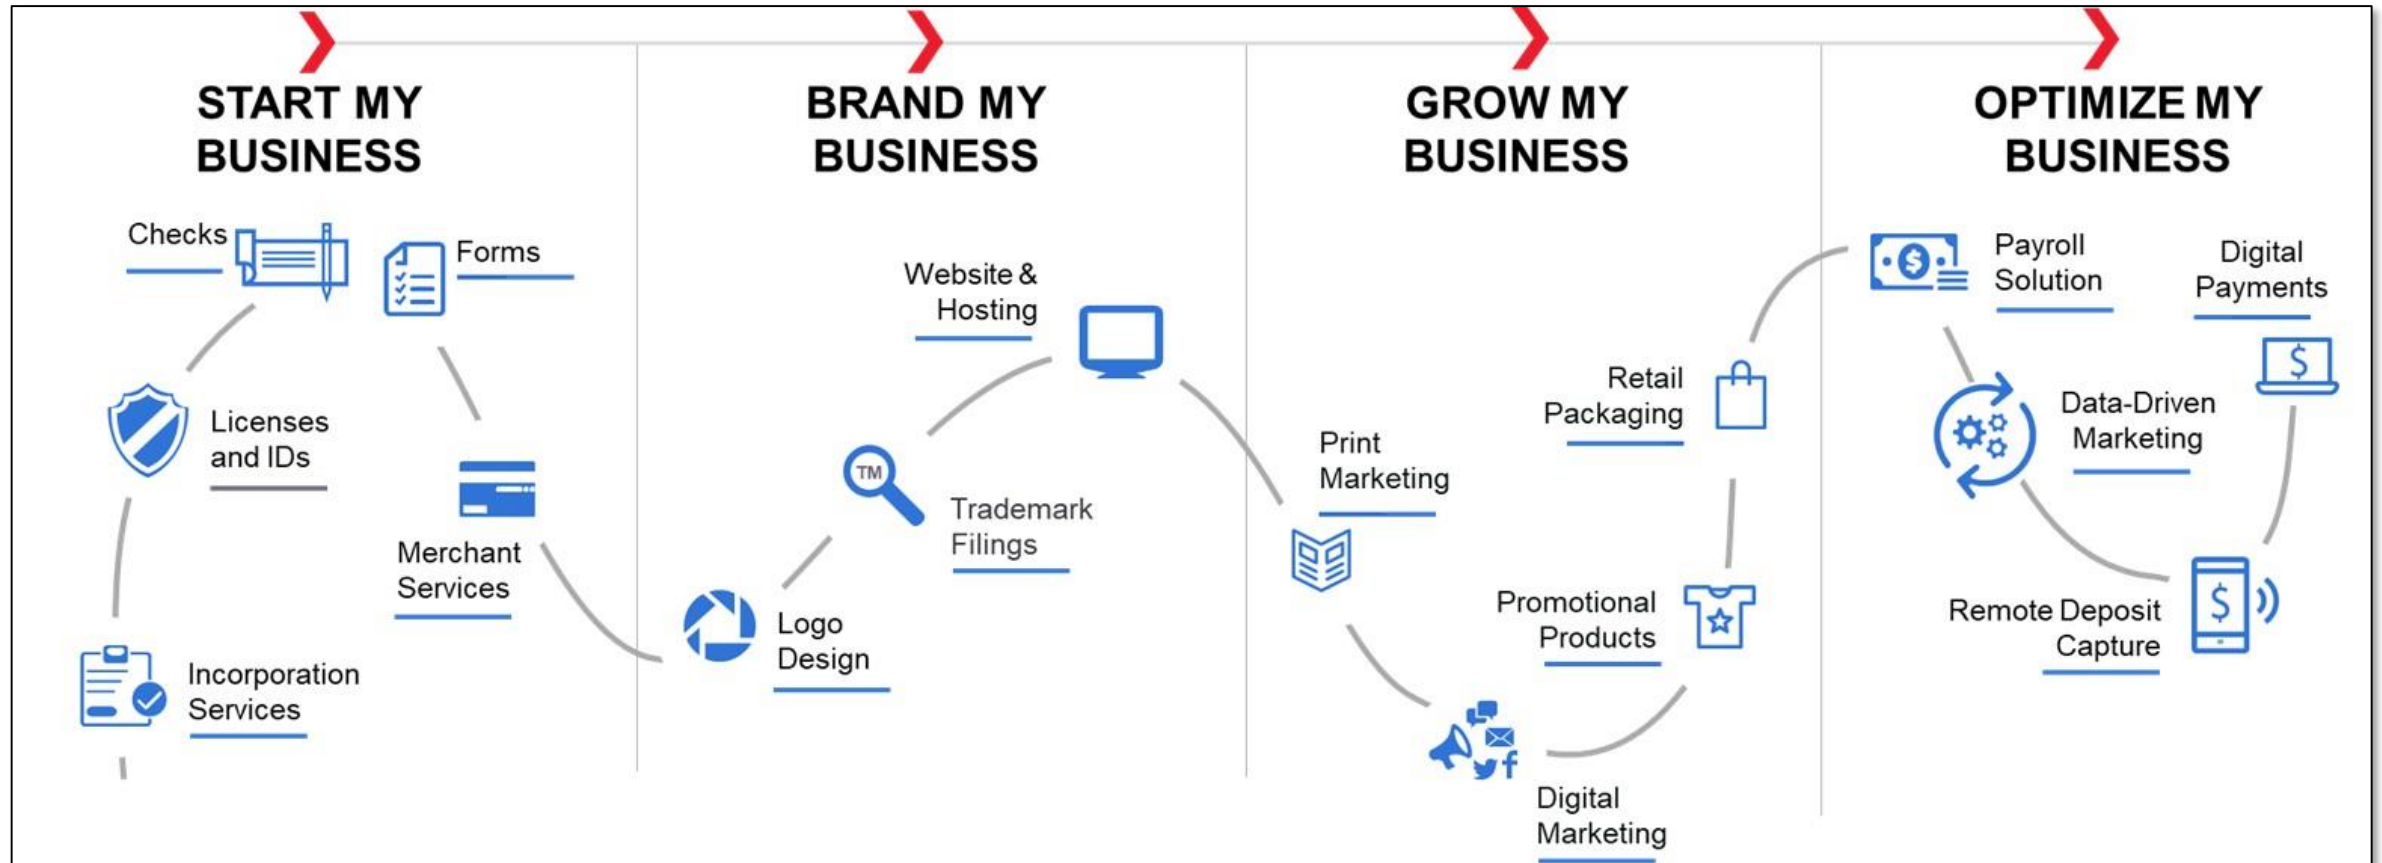 START MY
BUSINESS
Checks
Forms
Licenses
and IDs
Merchant
Services
Incorporation
Services
BRAND MY
BUSINESS
Website &
Hosting
TM
Trademark
Filings
Logo
Design
GROW MY
BUSINESS
Retail
Packaging
Print
Marketing
Promotional
Products
Digital
Marketing
OPTIMIZE MY
BUSINESS
$
Payroll
Solution
Digital
Payments
$
Data-Driven
Marketing
Remote Deposit
Capture
$